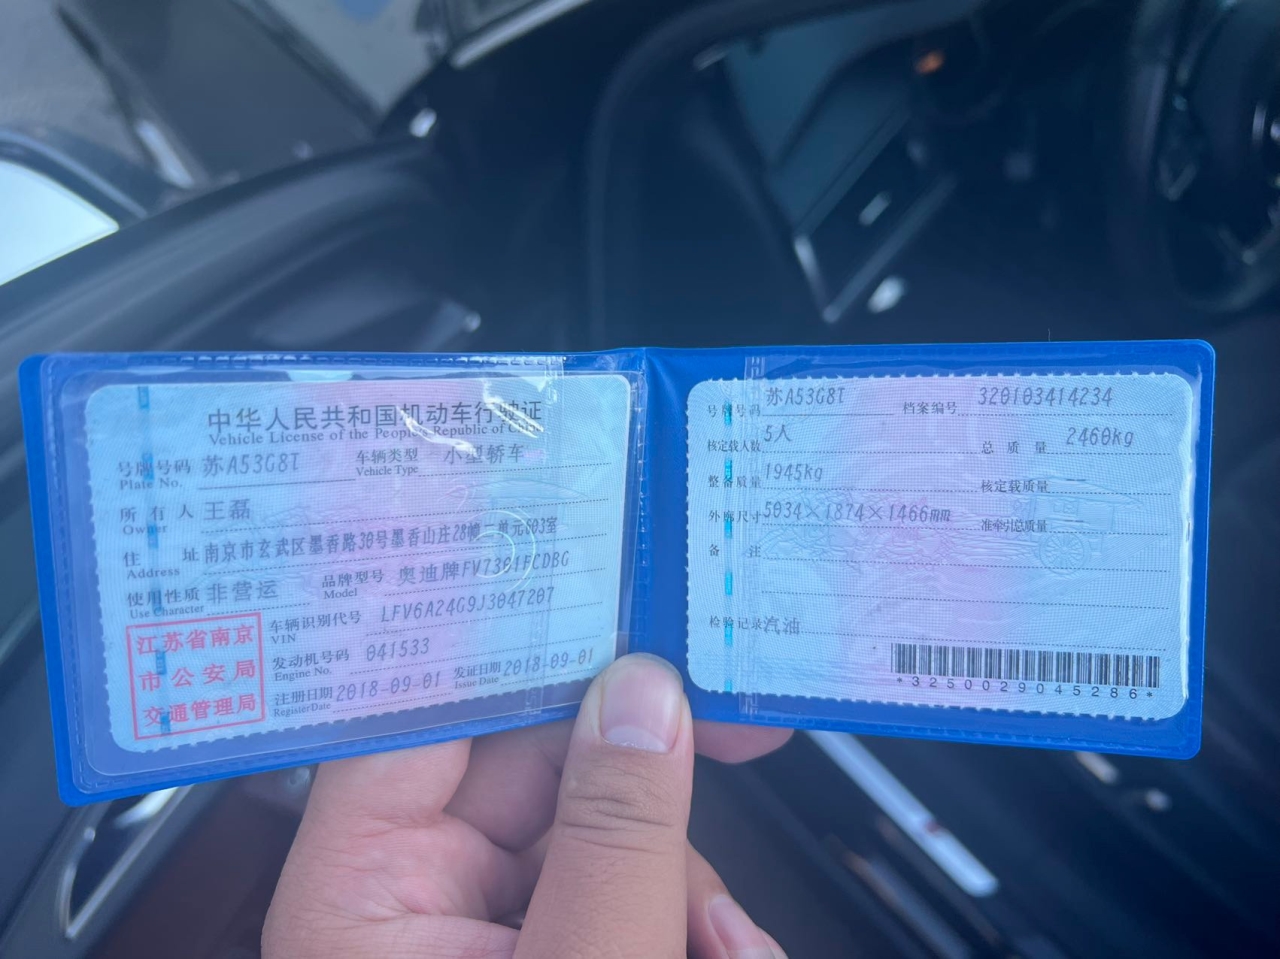 中华人民共和国机动车行驶证
Vehicle License of the People's Republic of China
号牌号码 苏A53G8T 车辆类型 小型轿车
Plate No. Vehicle Type
所有人 王磊
Owner
住址 南京市玄武区墨香路30号墨香山庄28幢二单元603室
Address
使用性质 非营运 品牌型号 奥迪牌FV7301FCDBG
Use Character Model
江苏省南京
市公安局
交通管理局
车辆识别代号 LFV6A24G9J3047207
VIN
发动机号码 041533
Engine No.
注册日期 2018-09-01 发证日期 2018-09-01
Register Date Issue Date
号牌号码 苏A53G8T 档案编号 320103414234
核定载人数 5人 总质量 2460kg
整备质量 1945kg 核定载质量 --
外廓尺寸 5034×1874×1466mm 准牵引总质量 --
备注
检验记录 汽油
*3250029045286*